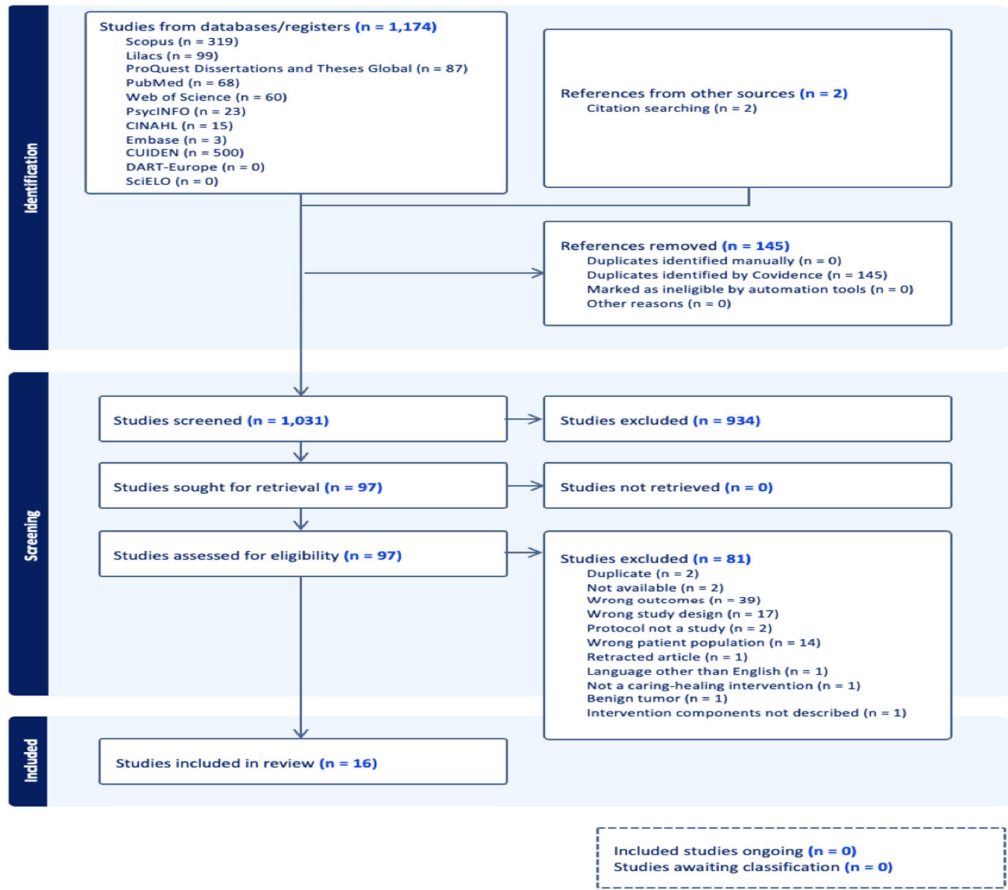 Identification
Studies from databases/registers (n = 1,174)
Scopus (n = 319)
Lilacs (n = 99)
ProQuest Dissertations and Theses Global (n = 87)
PubMed (n = 68)
Web of Science (n = 60)
PsycINFO (n = 23)
CINAHL (n = 15)
Embase (n = 3)
CUIDEN (n = 500)
DART-Europe (n = 0)
SciELO (n = 0)
References from other sources (n = 2)
Citation searching (n = 2)
References removed (n = 145)
Duplicates identified manually (n = 0)
Duplicates identified by Covidence (n = 145)
Marked as ineligible by automation tools (n = 0)
Other reasons (n = 0)
Screening
Studies screened (n = 1,031)
Studies excluded (n = 934)
Studies sought for retrieval (n = 97)
Studies not retrieved (n = 0)
Studies assessed for eligibility (n = 97)
Studies excluded (n = 81)
Duplicate (n = 2)
Not available (n = 2)
Wrong outcomes (n = 39)
Wrong study design (n = 17)
Protocol not a study (n = 2)
Wrong patient population (n = 14)
Retracted article (n = 1)
Language other than English (n = 1)
Not a caring-healing intervention (n = 1)
Benign tumor (n = 1)
Intervention components not described (n = 1)
Included
Studies included in review (n = 16)
Included studies ongoing (n = 0)
Studies awaiting classification (n = 0)